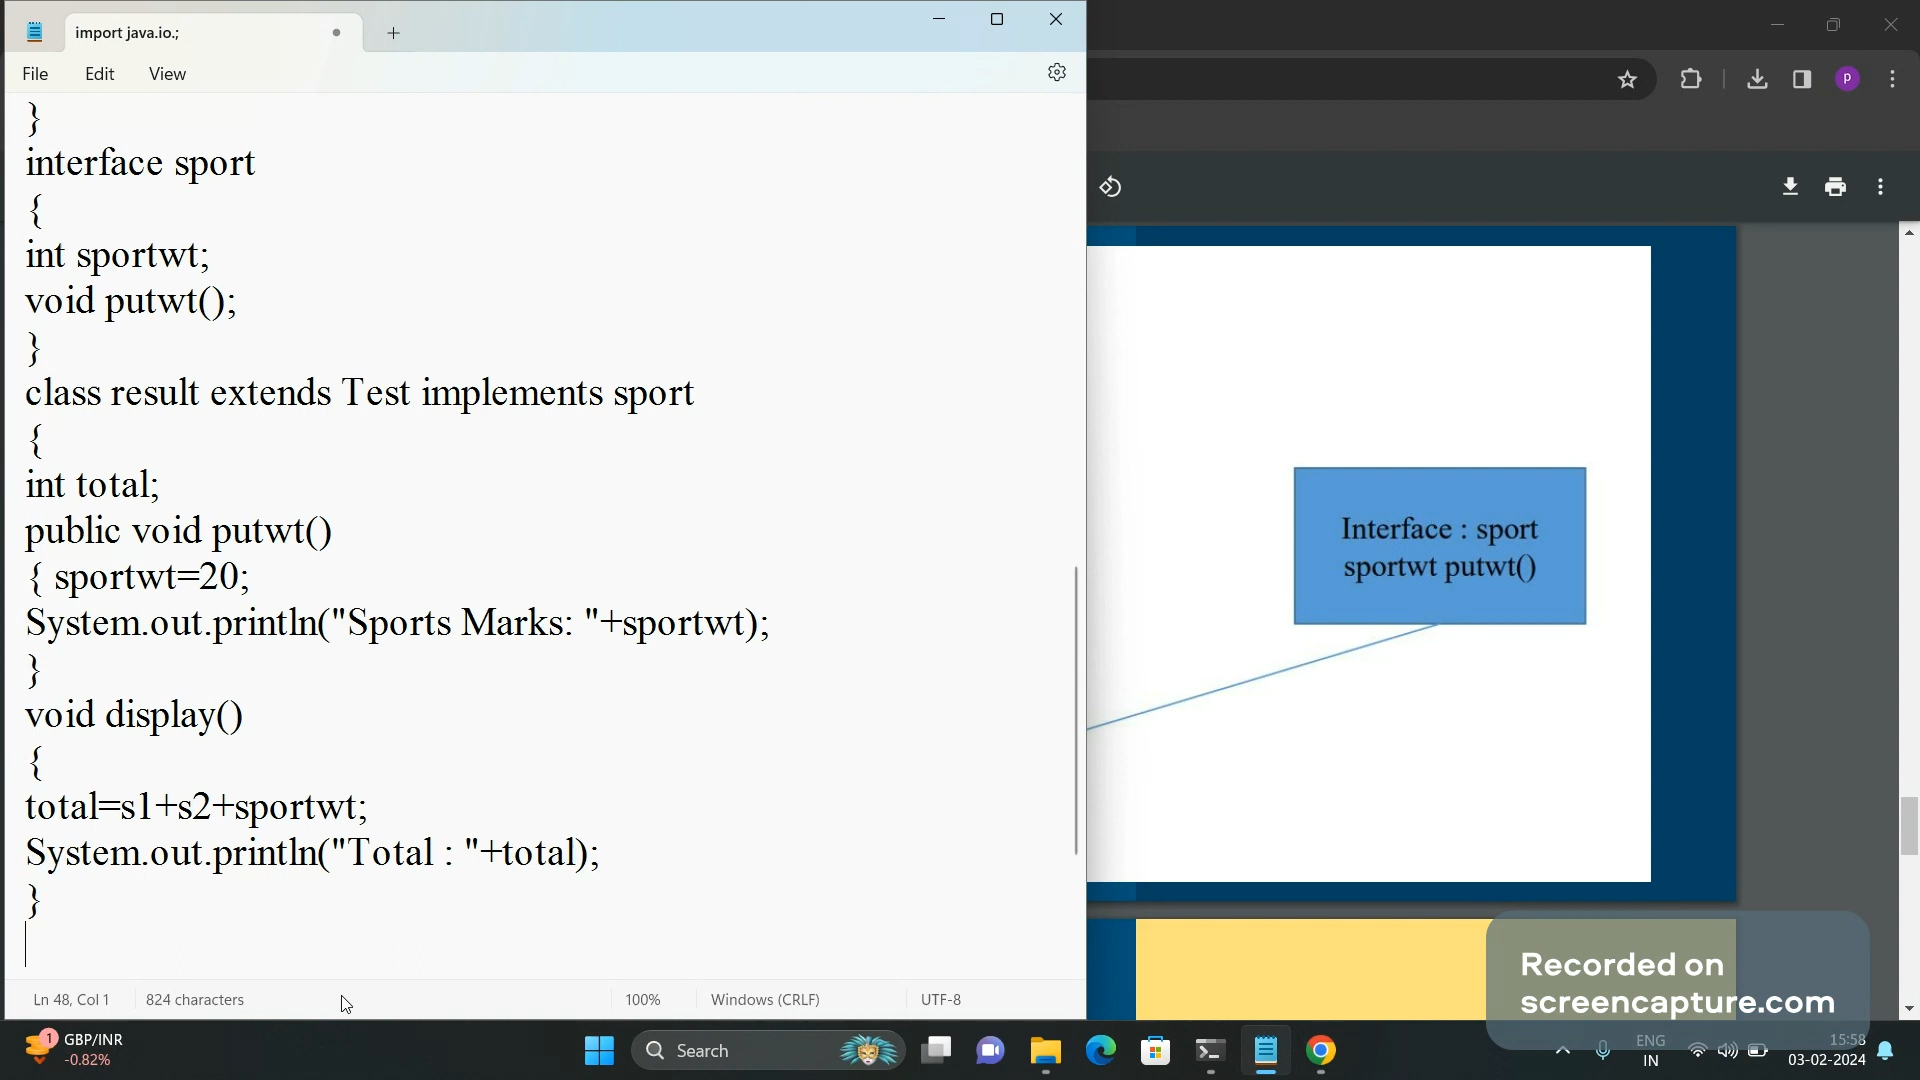 import java.io.;
File Edit View
}
interface sport
{
int sportwt;
void putwt();
}
class result extends Test implements sport
{
int total;
public void putwt()
{ sportwt=20;
System.out.println("Sports Marks: "+sportwt);
}
void display()
{
total=s1+s2+sportwt;
System.out.println("Total : "+total);
}
Ln 48, Col 1 824 characters 100% Windows (CRLF) UTF-8
P
Interface : sport
sportwt putwt()
Recorded on
screencapture.com
1
GBP/INR
-0.82%
Search
ENG
IN
15:58
03-02-2024